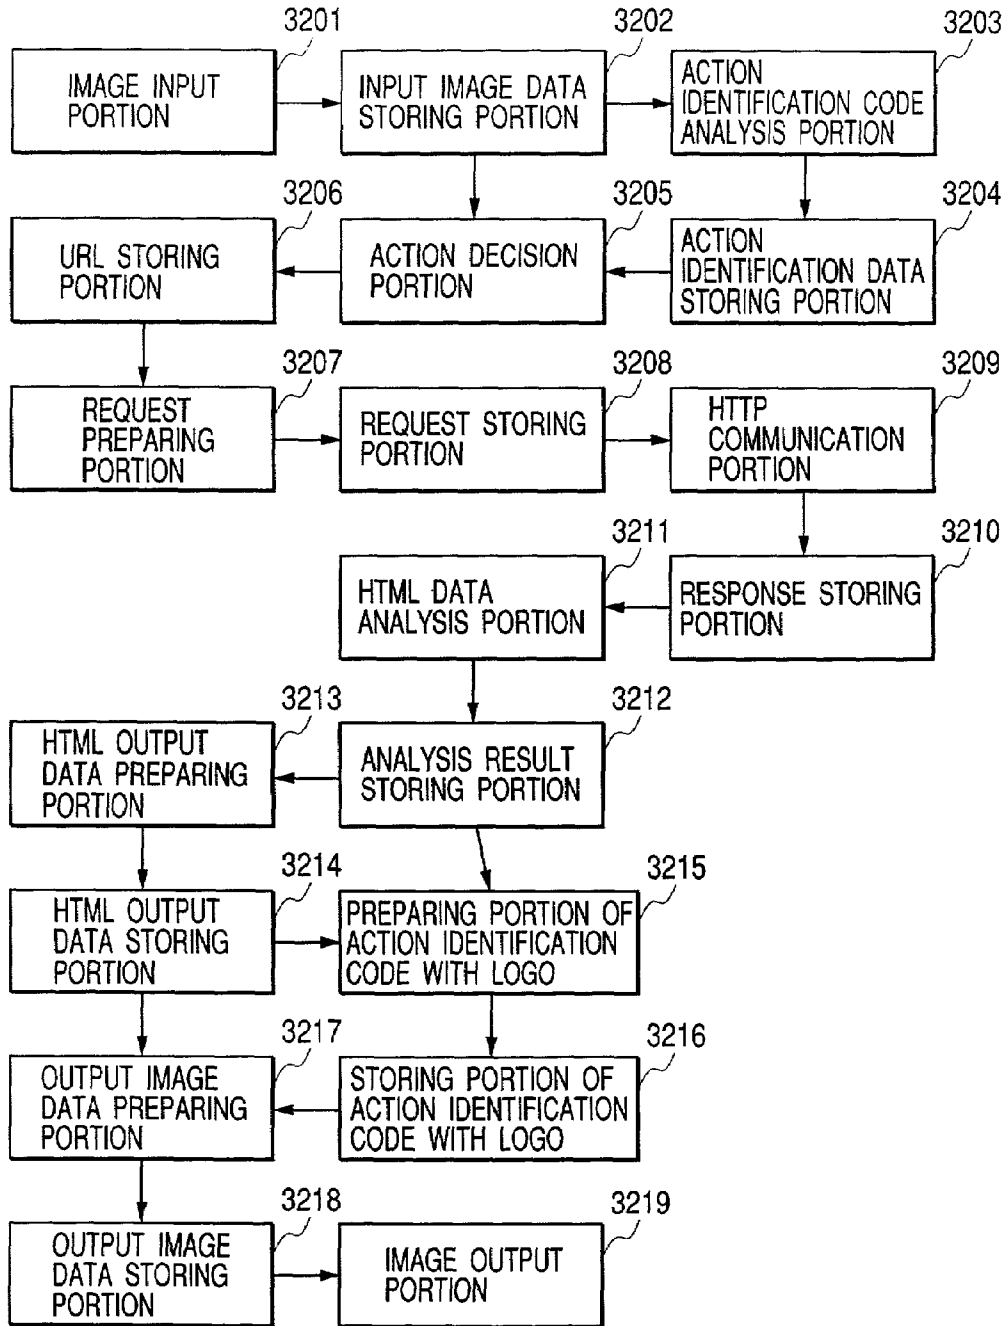 3201
IMAGE INPUT
PORTION
3202
INPUT IMAGE DATA
STORING PORTION
3203
ACTION
IDENTIFICATION CODE
ANALYSIS PORTION
3206
URL STORING
PORTION
3205
ACTION DECISION
PORTION
3204
ACTION
IDENTIFICATION DATA
STORING PORTION
3207
REQUEST
PREPARING
PORTION
3208
REQUEST STORING
PORTION
3209
HTTP
COMMUNICATION
PORTION
3211
HTML DATA
ANALYSIS PORTION
3210
RESPONSE STORING
PORTION
3213
HTML OUTPUT
DATA PREPARING
PORTION
3212
ANALYSIS RESULT
STORING PORTION
3214
HTML OUTPUT
DATA STORING
PORTION
3215
PREPARING PORTION OF
ACTION IDENTIFICATION
CODE WITH LOGO
3217
OUTPUT IMAGE
DATA PREPARING
PORTION
3216
STORING PORTION OF
ACTION IDENTIFICATION
CODE WITH LOGO
3218
OUTPUT IMAGE
DATA STORING
PORTION
3219
IMAGE OUTPUT
PORTION